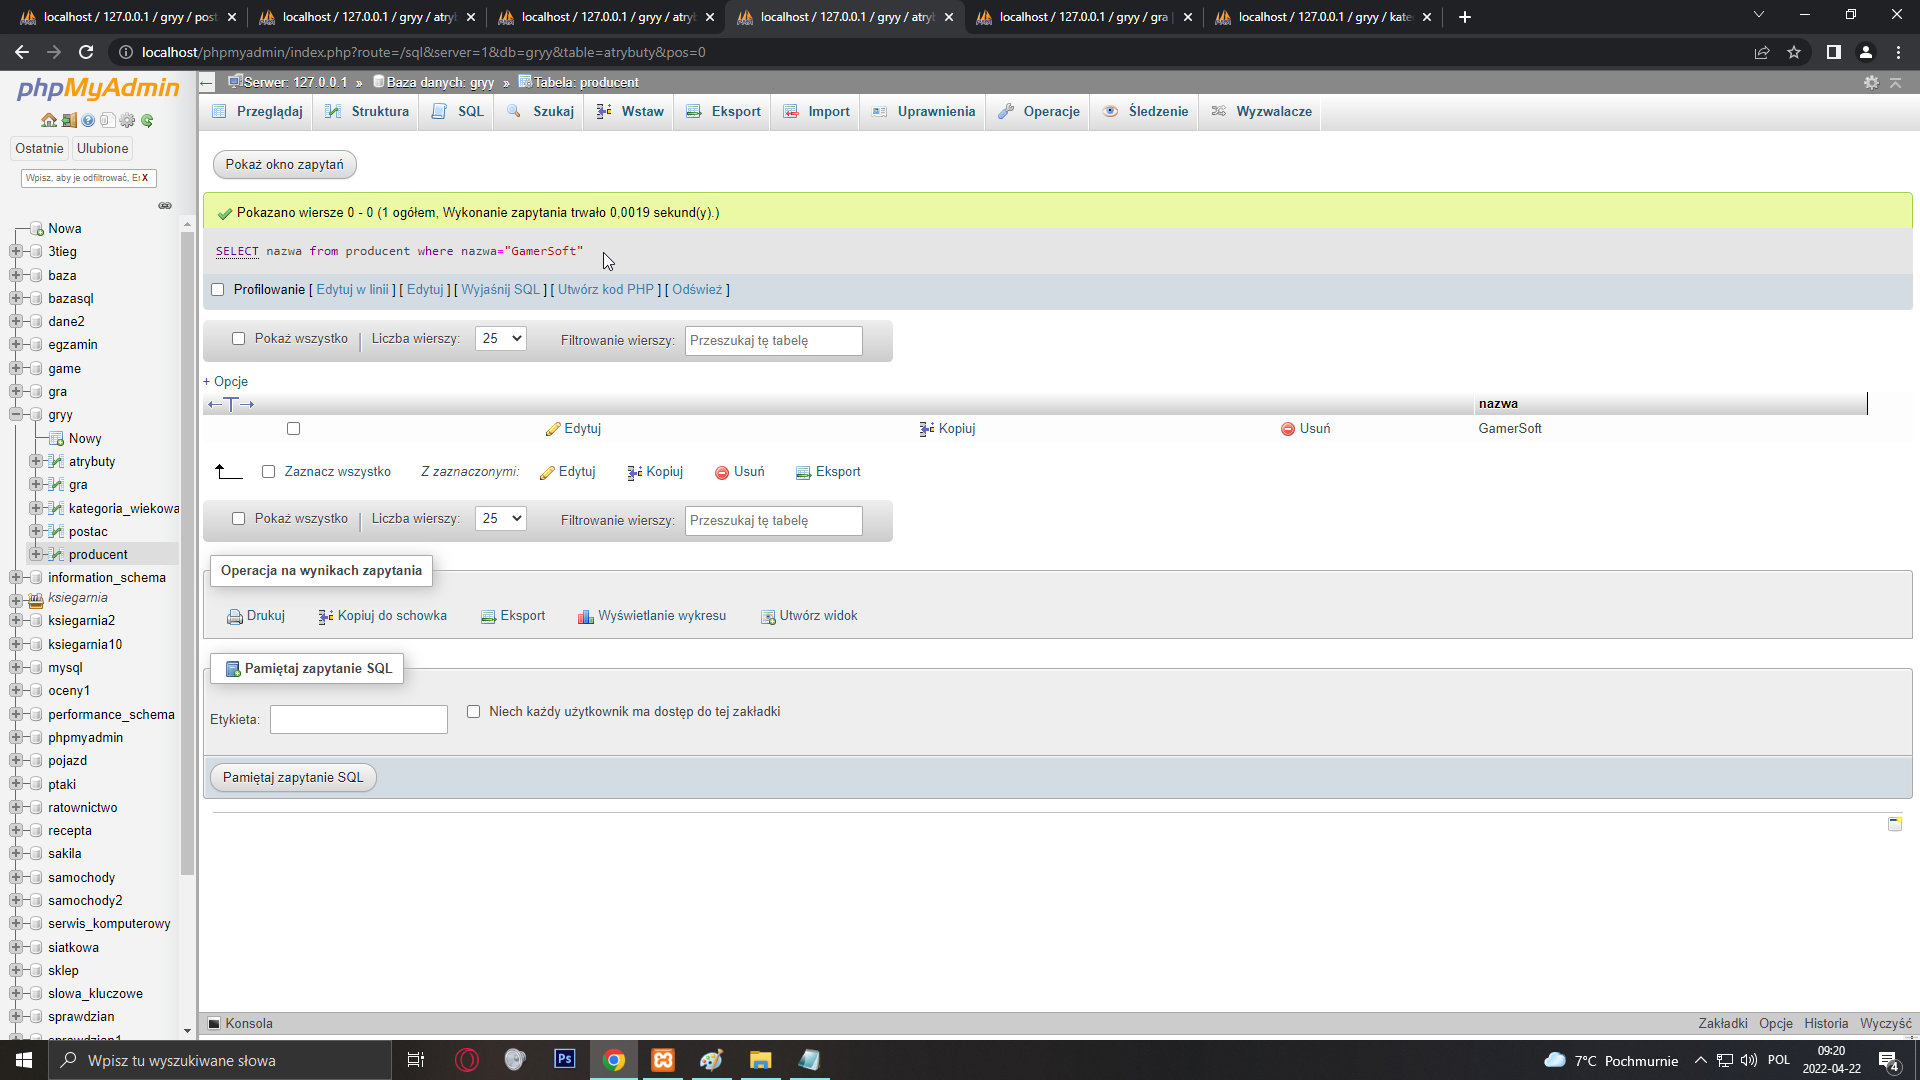 localhost / 127.0.0.1 / gryy / post
localhost / 127.0.0.1 / gryy / atryb
localhost / 127.0.0.1 / gryy / atryb
localhost / 127.0.0.1 / gryy / atryb
localhost / 127.0.0.1 / gryy / gra |
localhost / 127.0.0.1 / gryy / kate
localhost/phpmyadmin/index.php?route=/sql&server=1&db=gryy&table=atrybuty&pos=0
phpMyAdmin
Ostatnie
Ulubione
Wpisz, aby je odfiltrować, E
X
Nowa
3tieg
baza
bazasql
dane2
egzamin
game
gra
gryy
Nowy
atrybuty
gra
kategoria_wiekowa
postac
producent
information_schema
ksiegarnia
ksiegarnia2
ksiegarnia10
mysql
oceny1
performance_schema
phpmyadmin
pojazd
ptaki
ratownictwo
recepta
sakila
samochody
samochody2
serwis_komputerowy
siatkowa
sklep
slowa_kluczowe
sprawdzian
sprawdzian1
Serwer: 127.0.0.1 » Baza danych: gryy » Tabela: producent
Przeglądaj
Struktura
SQL
Szukaj
Wstaw
Eksport
Import
Uprawnienia
Operacje
Śledzenie
Wyzwalacze
Pokaż okno zapytań
Pokazano wiersze 0 - 0 (1 ogółem, Wykonanie zapytania trwało 0,0019 sekund(y).)
SELECT nazwa from producent where nazwa="GamerSoft"
Profilowanie [ Edytuj w linii ] [ Edytuj ] [ Wyjaśnij SQL ] [ Utwórz kod PHP ] [ Odśwież ]
Pokaż wszystko | Liczba wierszy: 25 Filtrowanie wierszy: Przeszukaj tę tabelę
+ Opcje
←T→
nazwa
Edytuj
Kopiuj
Usuń
GamerSoft
Zaznacz wszystko Z zaznaczonymi: Edytuj Kopiuj Usuń Eksport
Pokaż wszystko | Liczba wierszy: 25 Filtrowanie wierszy: Przeszukaj tę tabelę
Operacja na wynikach zapytania
Drukuj
Kopiuj do schowka
Eksport
Wyświetlanie wykresu
Utwórz widok
Pamiętaj zapytanie SQL
Etykieta:
Niech każdy użytkownik ma dostęp do tej zakładki
Pamiętaj zapytanie SQL
Konsola
Zakładki Opcje Historia Wyczyść
Wpisz tu wyszukiwane słowa
Ps
7°C Pochmurnie
POL
09:20
2022-04-22
4